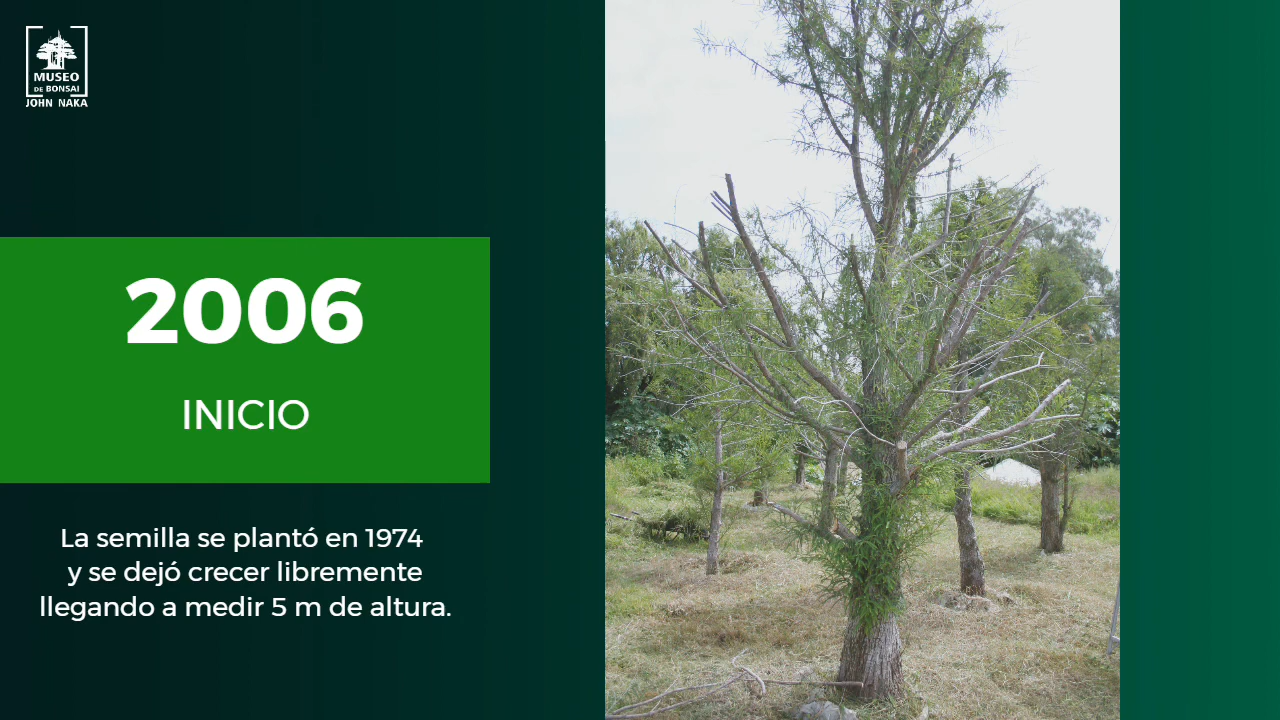 MUSEO
DE BONSAI
JOHN NAKA
2006
INICIO
La semilla se plantó en 1974
y se dejó crecer libremente
llegando a medir 5 m de altura.